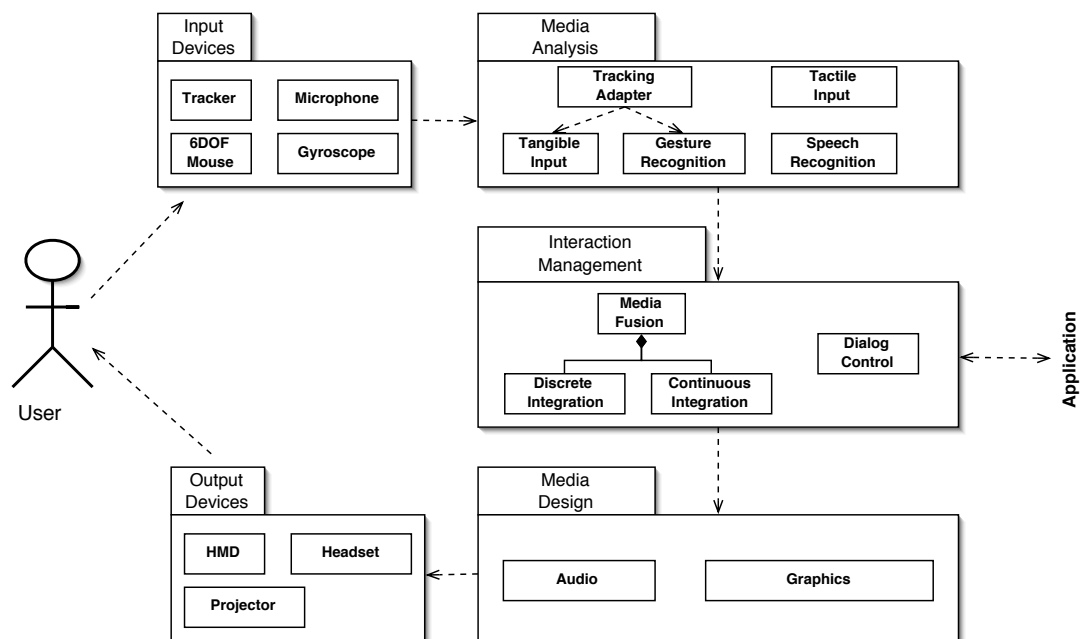 Input
Devices
Tracker
Microphone
6DOF
Mouse
Gyroscope
Media
Analysis
Tracking
Adapter
Tactile
Input
Tangible
Input
Gesture
Recognition
Speech
Recognition
Interaction
Management
Media
Fusion
Dialog
Control
Discrete
Integration
Continuous
Integration
Application
User
Output
Devices
HMD
Headset
Projector
Media
Design
Audio
Graphics